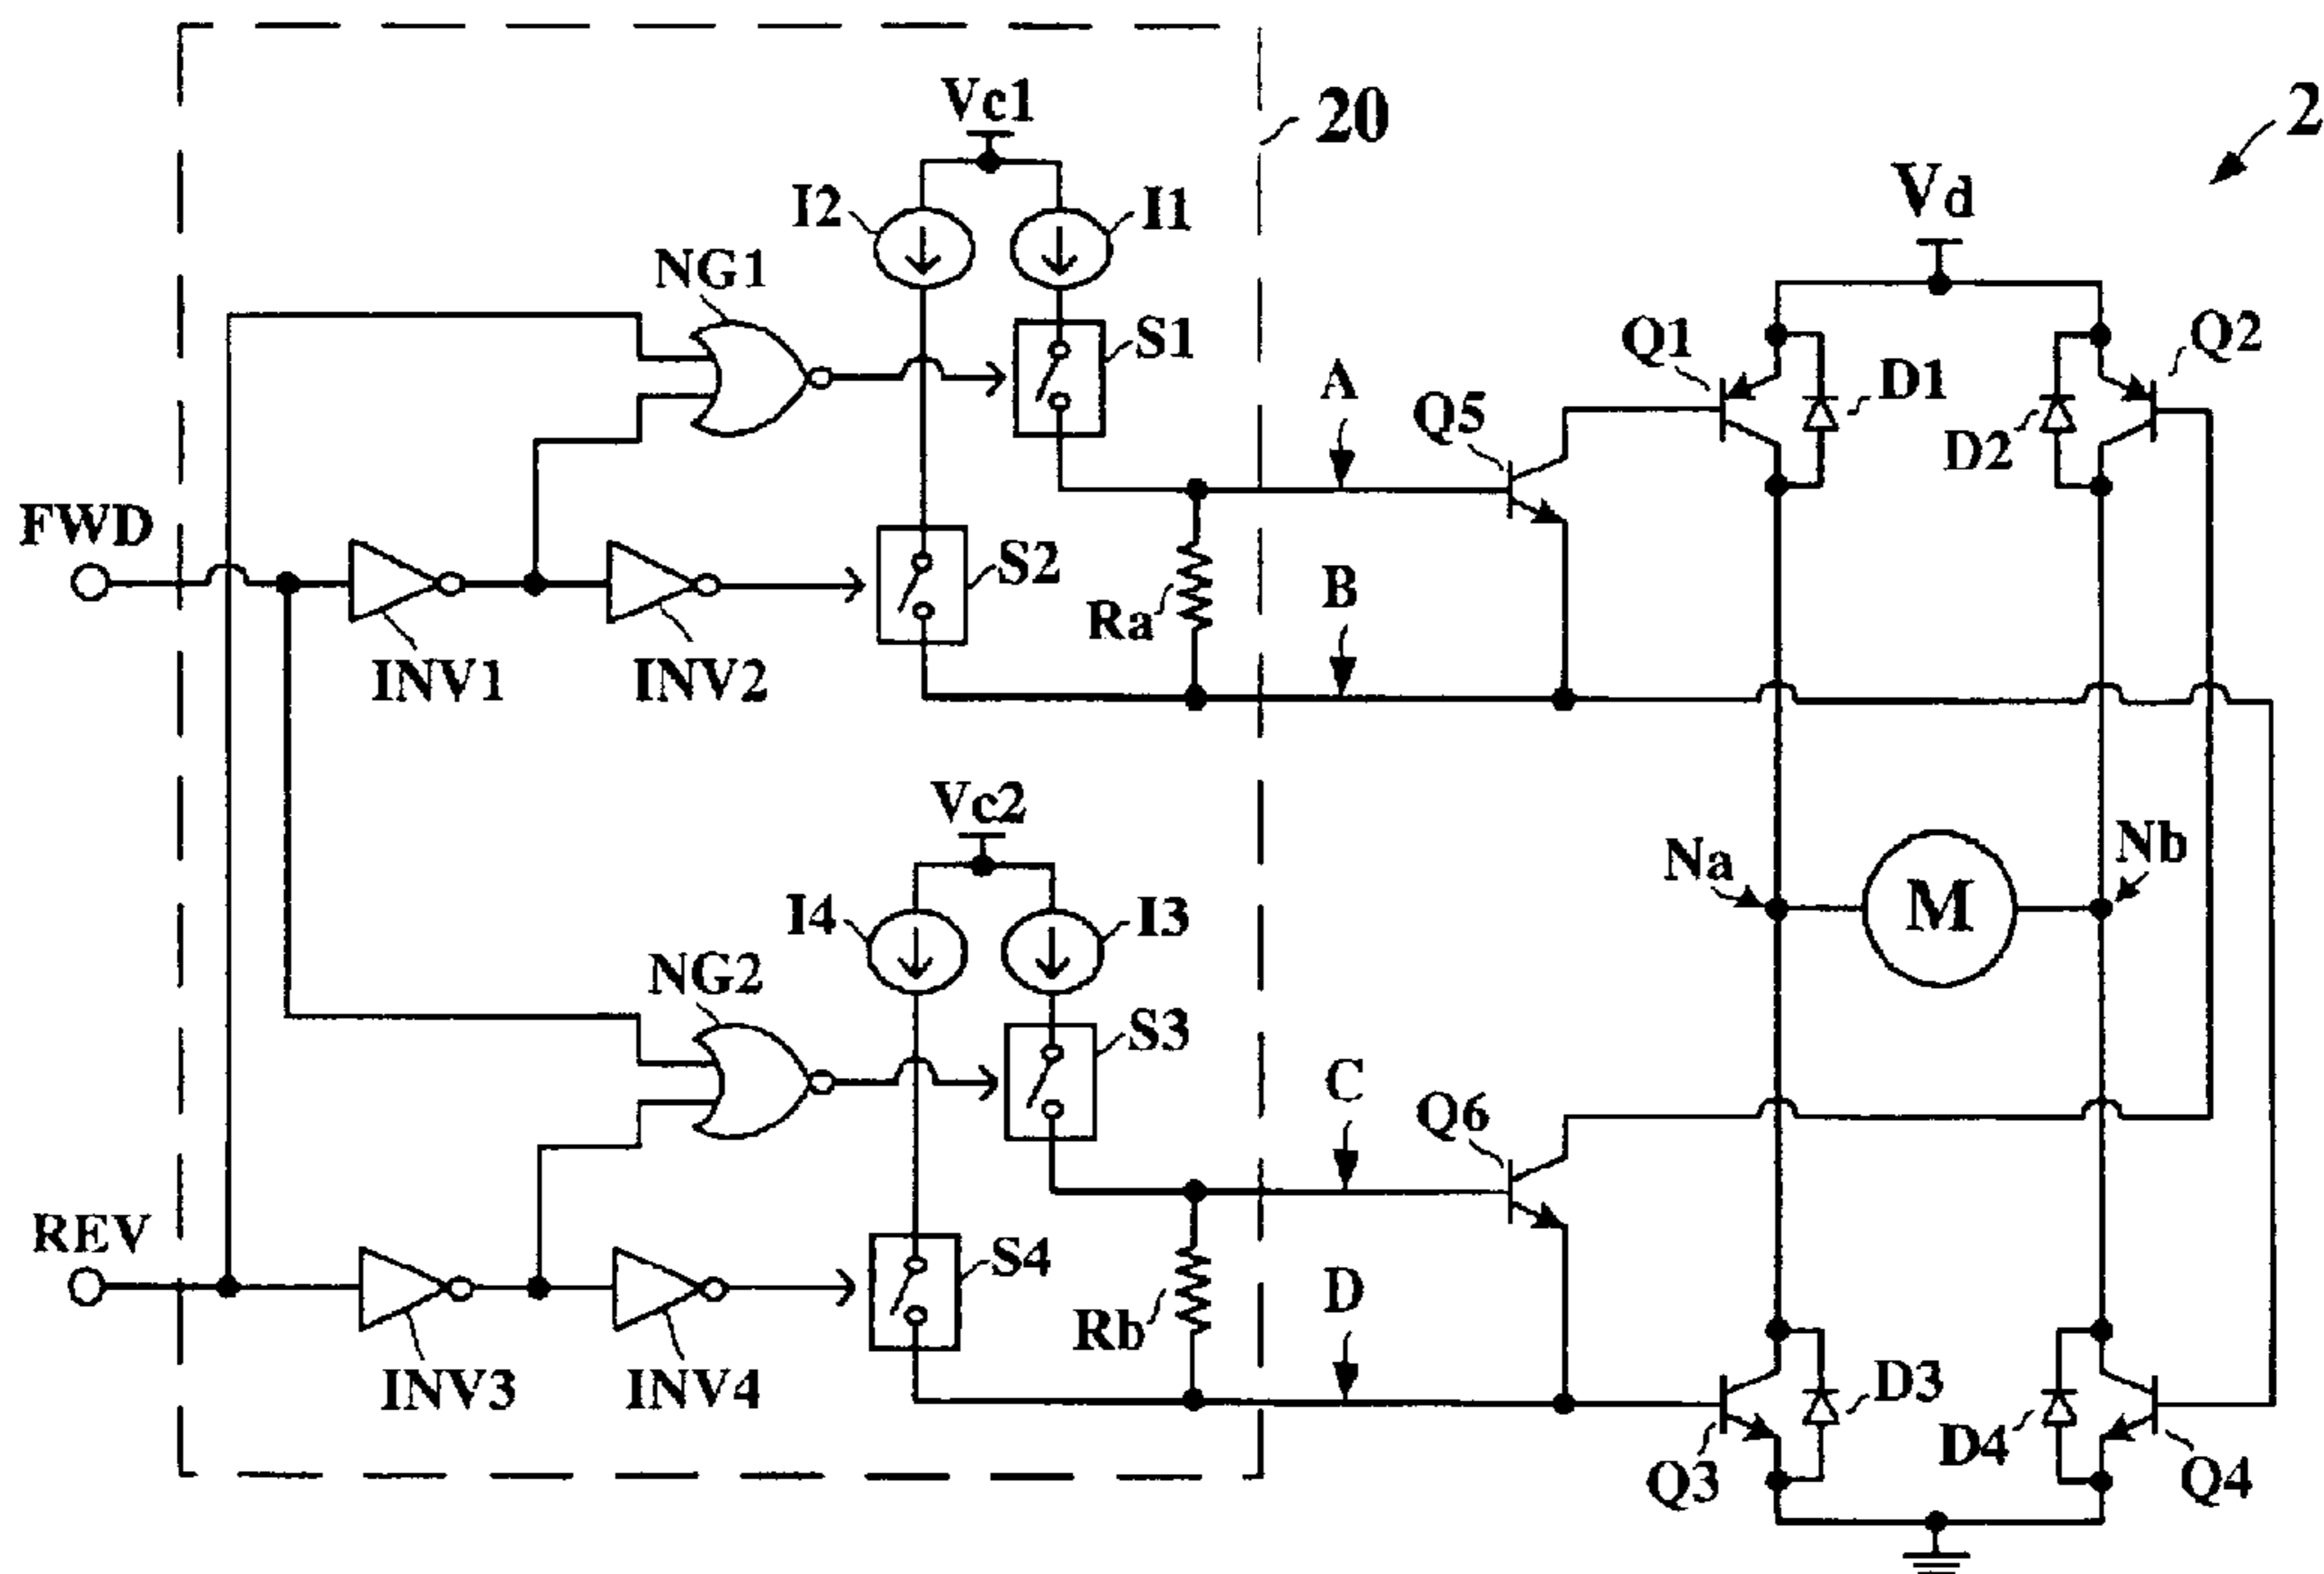 20
2
Vc1
Vd
I2
I1
NG1
S1
Q1
Q2
A
D1
Q5
D2
FWD
S2
B
Ra
INV1
INV2
Vc2
Na
M
Nb
I4
I3
NG2
S3
C
Q6
REV
S4
D
Rb
INV3
INV4
D3
D4
Q3
Q4